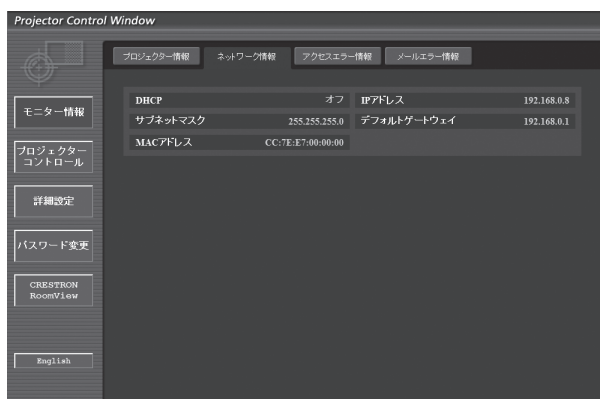 Projector Control Window
プロジェクター情報 ネットワーク情報 アクセスエラー情報 メールエラー情報
モニター情報
プロジェクター
コントロール
詳細設定
パスワード変更
CRESTRON
RoomView
English
DHCP オフ IPアドレス 192.168.0.8
サブネットマスク 255.255.255.0 デフォルトゲートウェイ 192.168.0.1
MACアドレス CC:7E:E7:00:00:00